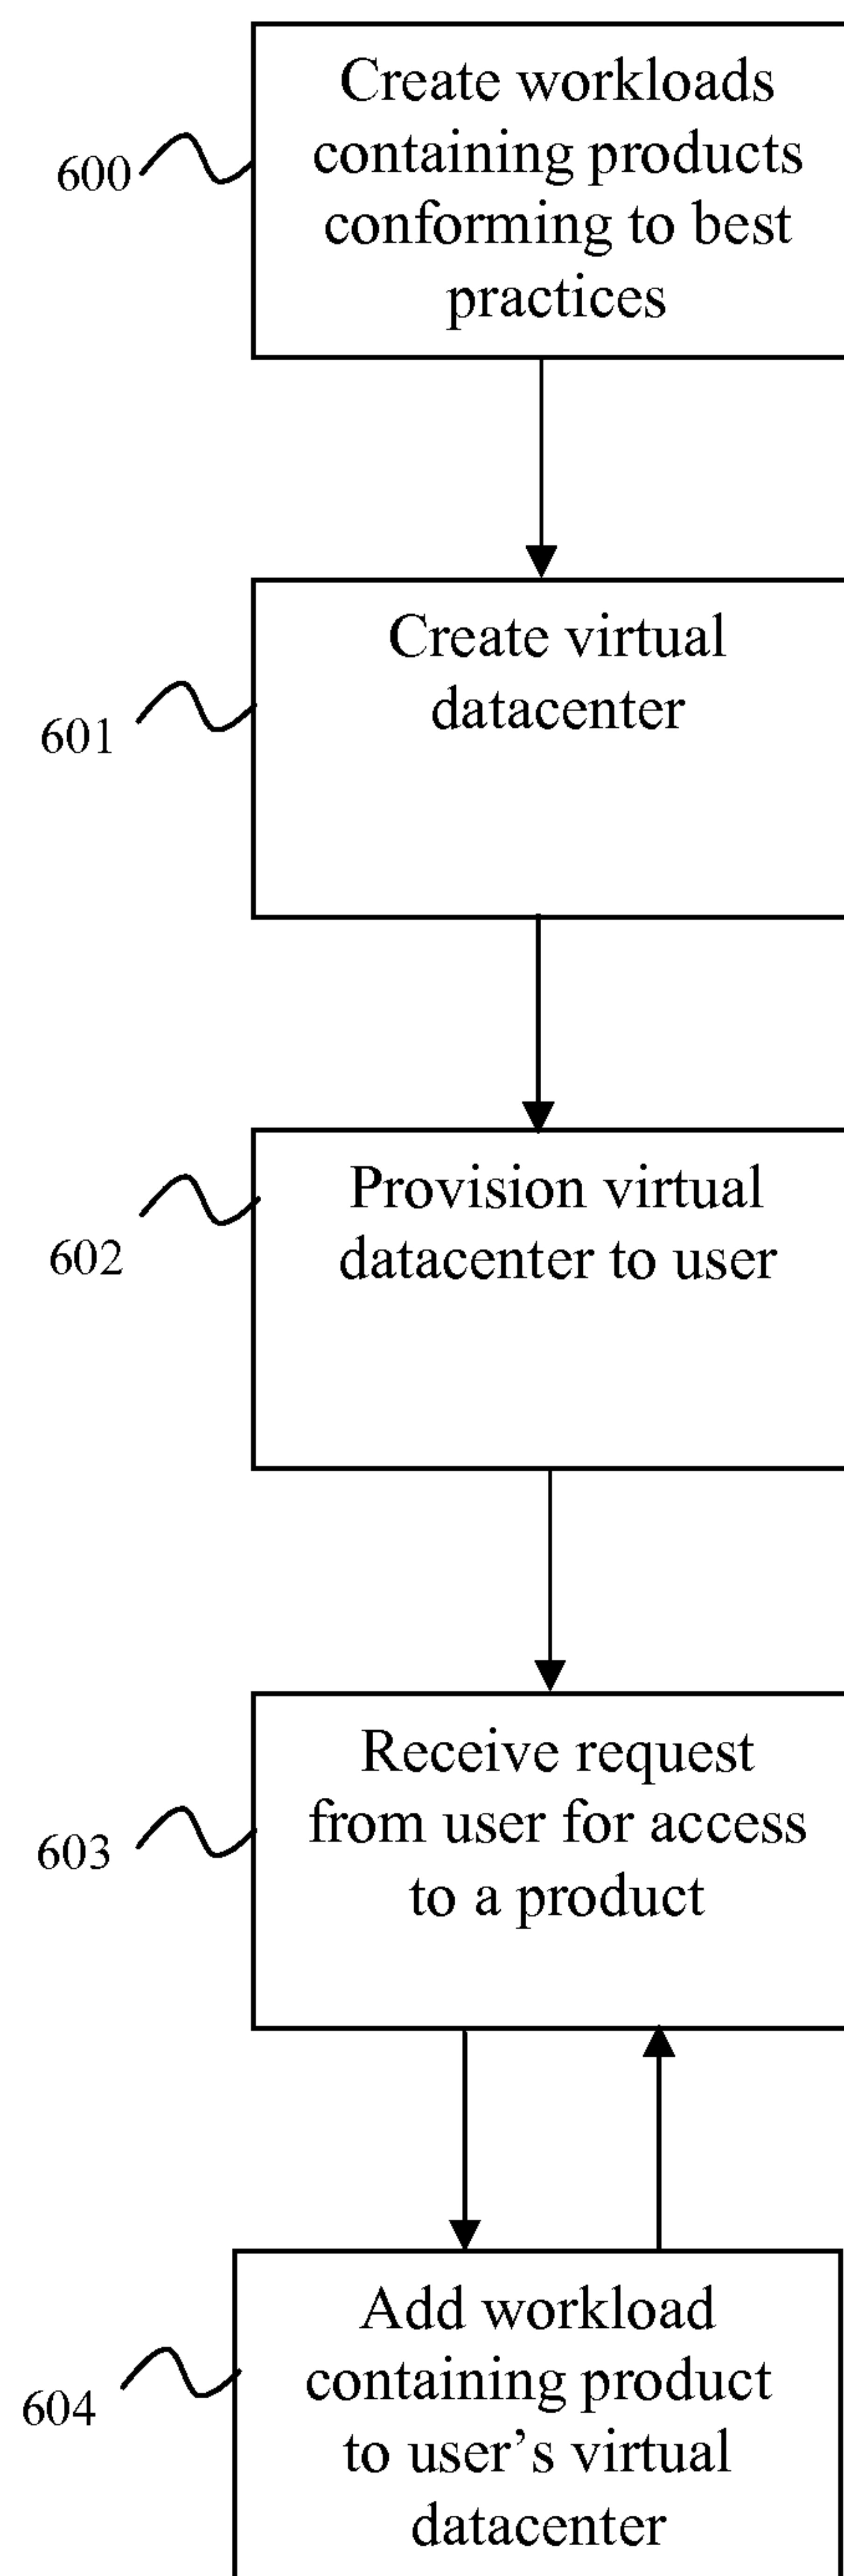 Create workloads
containing products
conforming to best
practices
600
Create virtual
datacenter
601
Provision virtual
datacenter to user
602
Receive request
from user for access
to a product
603
Add workload
containing product
to user’s virtual
datacenter
604